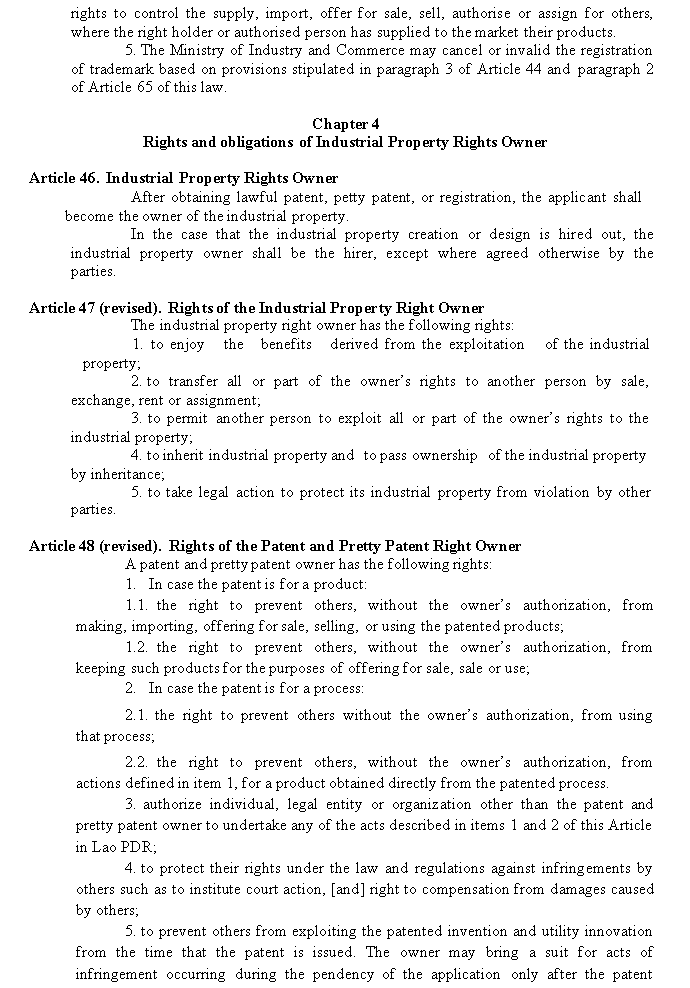 rights to control the supply, import, offer for sale, sell, authorise or assign for others,
where the right holder or authorised person has supplied to the market their products.
5. The Ministry of Industry and Commerce may cancel or invalid the registration
of trademark based on provisions stipulated in paragraph 3 of Article 44 and paragraph 2
of Article 65 of this law.
Chapter 4
Rights and obligations of Industrial Property Rights Owner
Article 46. Industrial Property Rights Owner
After obtaining lawful patent, petty patent, or registration, the applicant shall
become the owner of the industrial property.
In the case that the industrial property creation or design is hired out, the
industrial property owner shall be the hirer, except where agreed otherwise by the
parties.
Article 47 (revised). Rights of the Industrial Property Right Owner
The industrial property right owner has the following rights:
1. to enjoy the benefits derived from the exploitation of the industrial
property;
2. to transfer all or part of the owner's rights to another person by sale,
exchange, rent or assignment;
3. to permit another person to exploit all or part of the owner's rights to the
industrial property;
4. to inherit industrial property and to pass ownership of the industrial property
by inheritance;
5. to take legal action to protect its industrial property from violation by other
parties.
Article 48 (revised). Rights of the Patent and Pretty Patent Right Owner
A patent and pretty patent owner has the following rights:
1. In case the patent is for a product:
1.1. the right to prevent others, without the owner's authorization, from
making, importing, offering for sale, selling, or using the patented products;
1.2. the right to prevent others, without the owner's authorization, from
keeping such products for the purposes of offering for sale, sale or use;
2. In case the patent is for a process:
2.1. the right to prevent others without the owner's authorization, from using
that process;
2.2. the right to prevent others, without the owner's authorization, from
actions defined in item 1, for a product obtained directly from the patented process.
3. authorize individual, legal entity or organization other than the patent and
pretty patent owner to undertake any of the acts described in items 1 and 2 of this Article
in Lao PDR;
4. to protect their rights under the law and regulations against infringements by
others such as to institute court action, [and] right to compensation from damages caused
by others;
5. to prevent others from exploiting the patented invention and utility innovation
from the time that the patent is issued. The owner may bring a suit for acts of
infringement occurring during the pendency of the application only after the patent